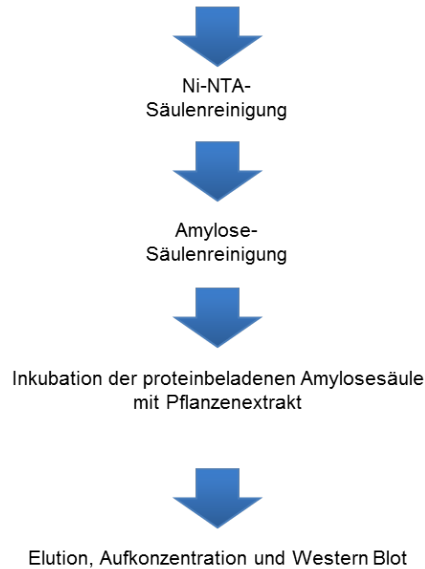 Ni-NTA-
Säulenreinigung
Amylose-
Säulenreinigung
Inkubation der proteinbeladenen Amylosesäule
mit Pflanzenextrakt
Elution, Aufkonzentration und Western Blot